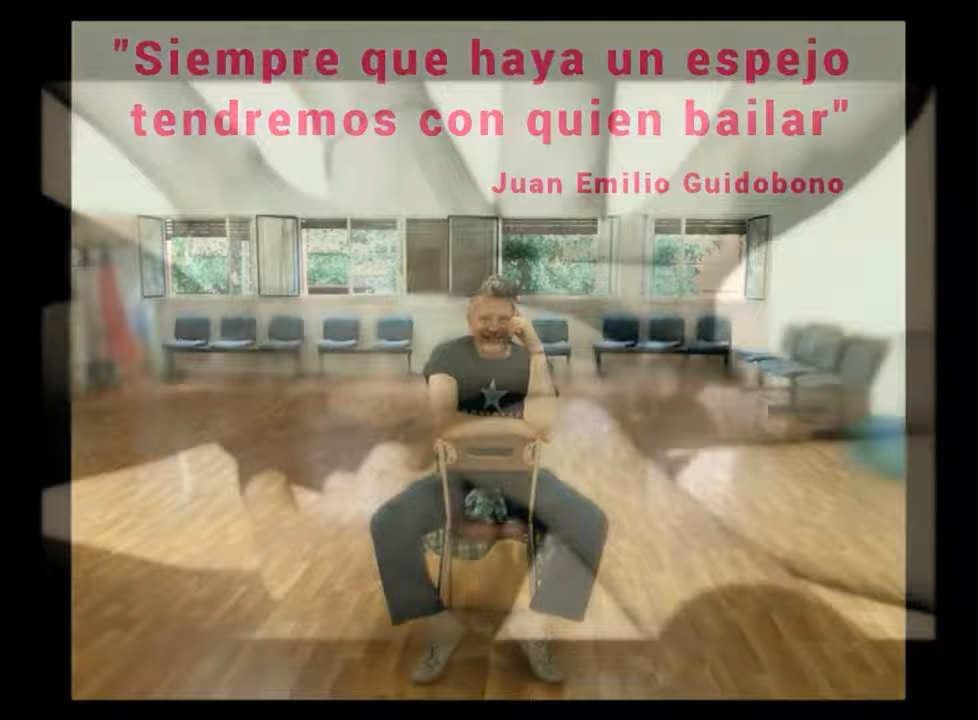 "Siempre que haya un espejo
tendremos con quien bailar"
Juan Emilio Guidobono